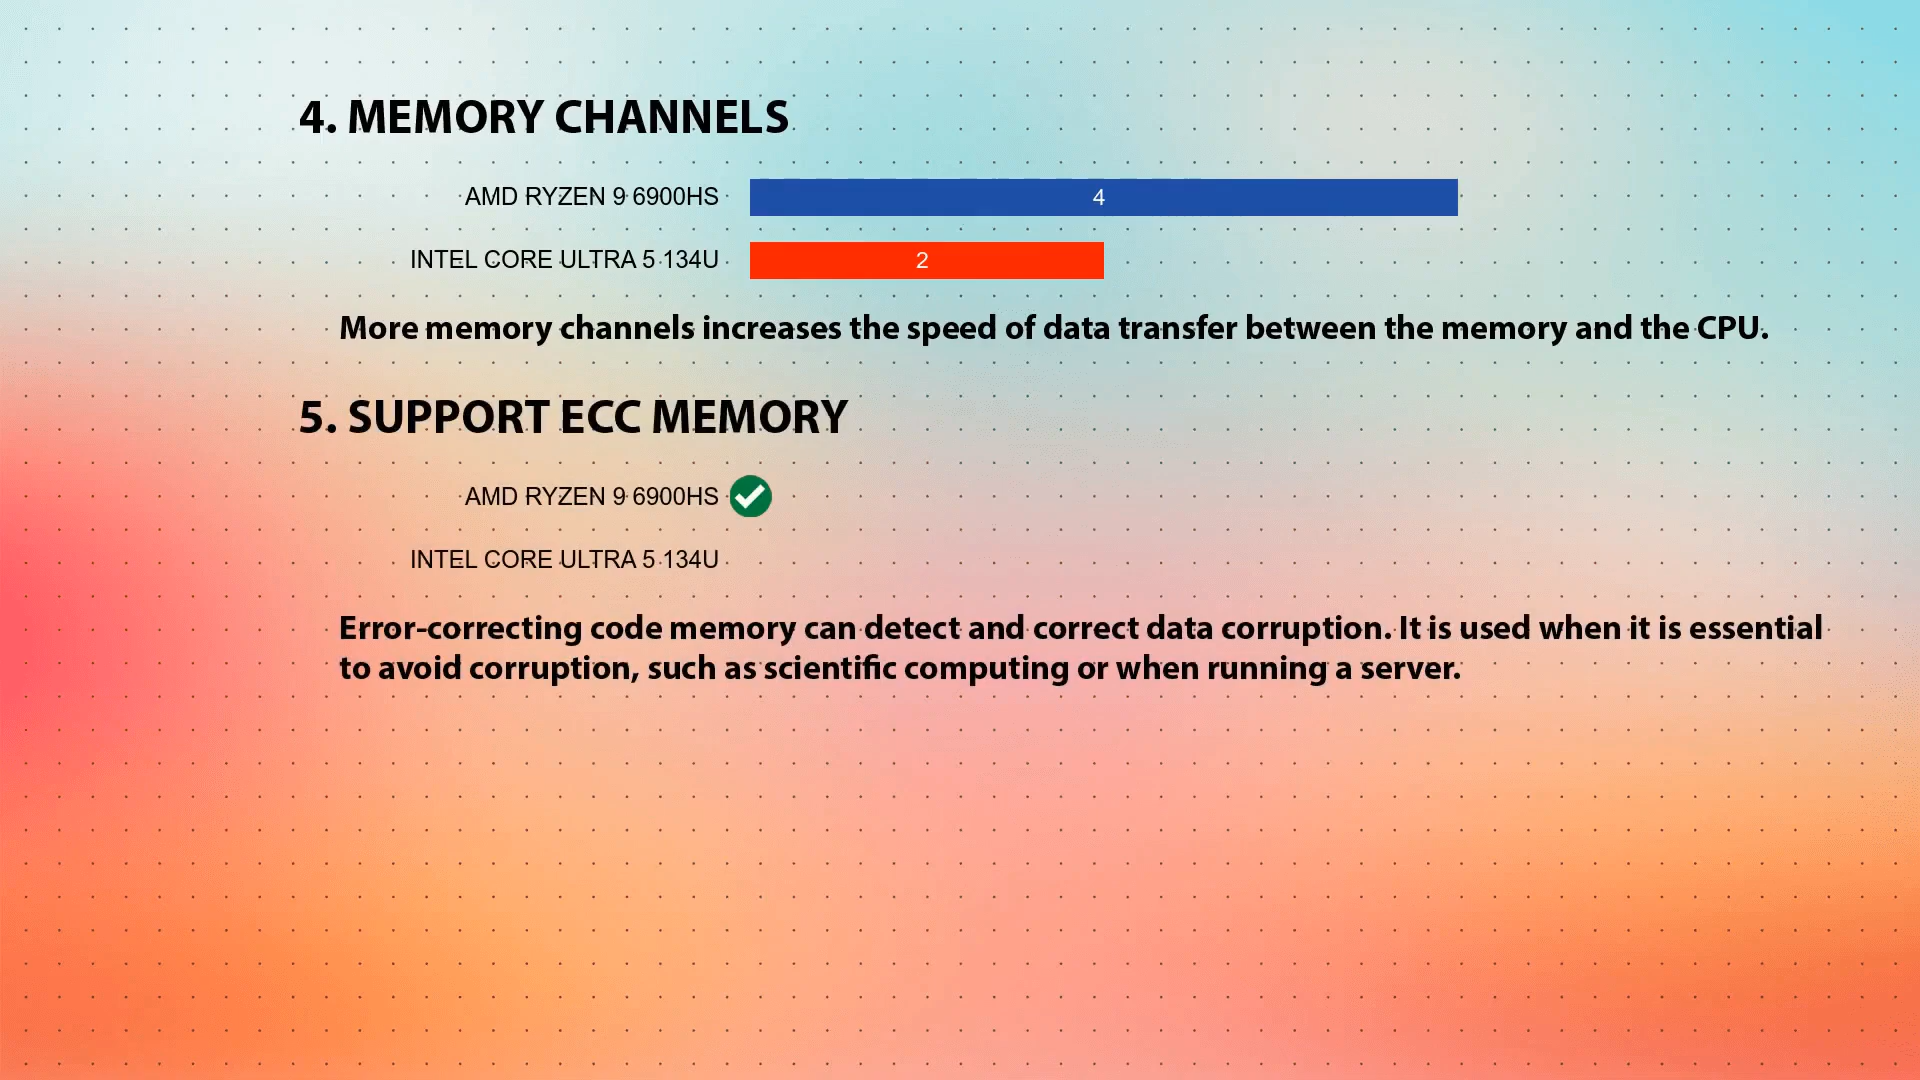 4. MEMORY CHANNELS
AMD RYZEN 9 6900HS
4
INTEL CORE ULTRA 5 134U
2
More memory channels increases the speed of data transfer between the memory and the CPU.
5. SUPPORT ECC MEMORY
AMD RYZEN 9 6900HS
INTEL CORE ULTRA 5 134U
Error-correcting code memory can detect and correct data corruption. It is used when it is essential
to avoid corruption, such as scientific computing or when running a server.